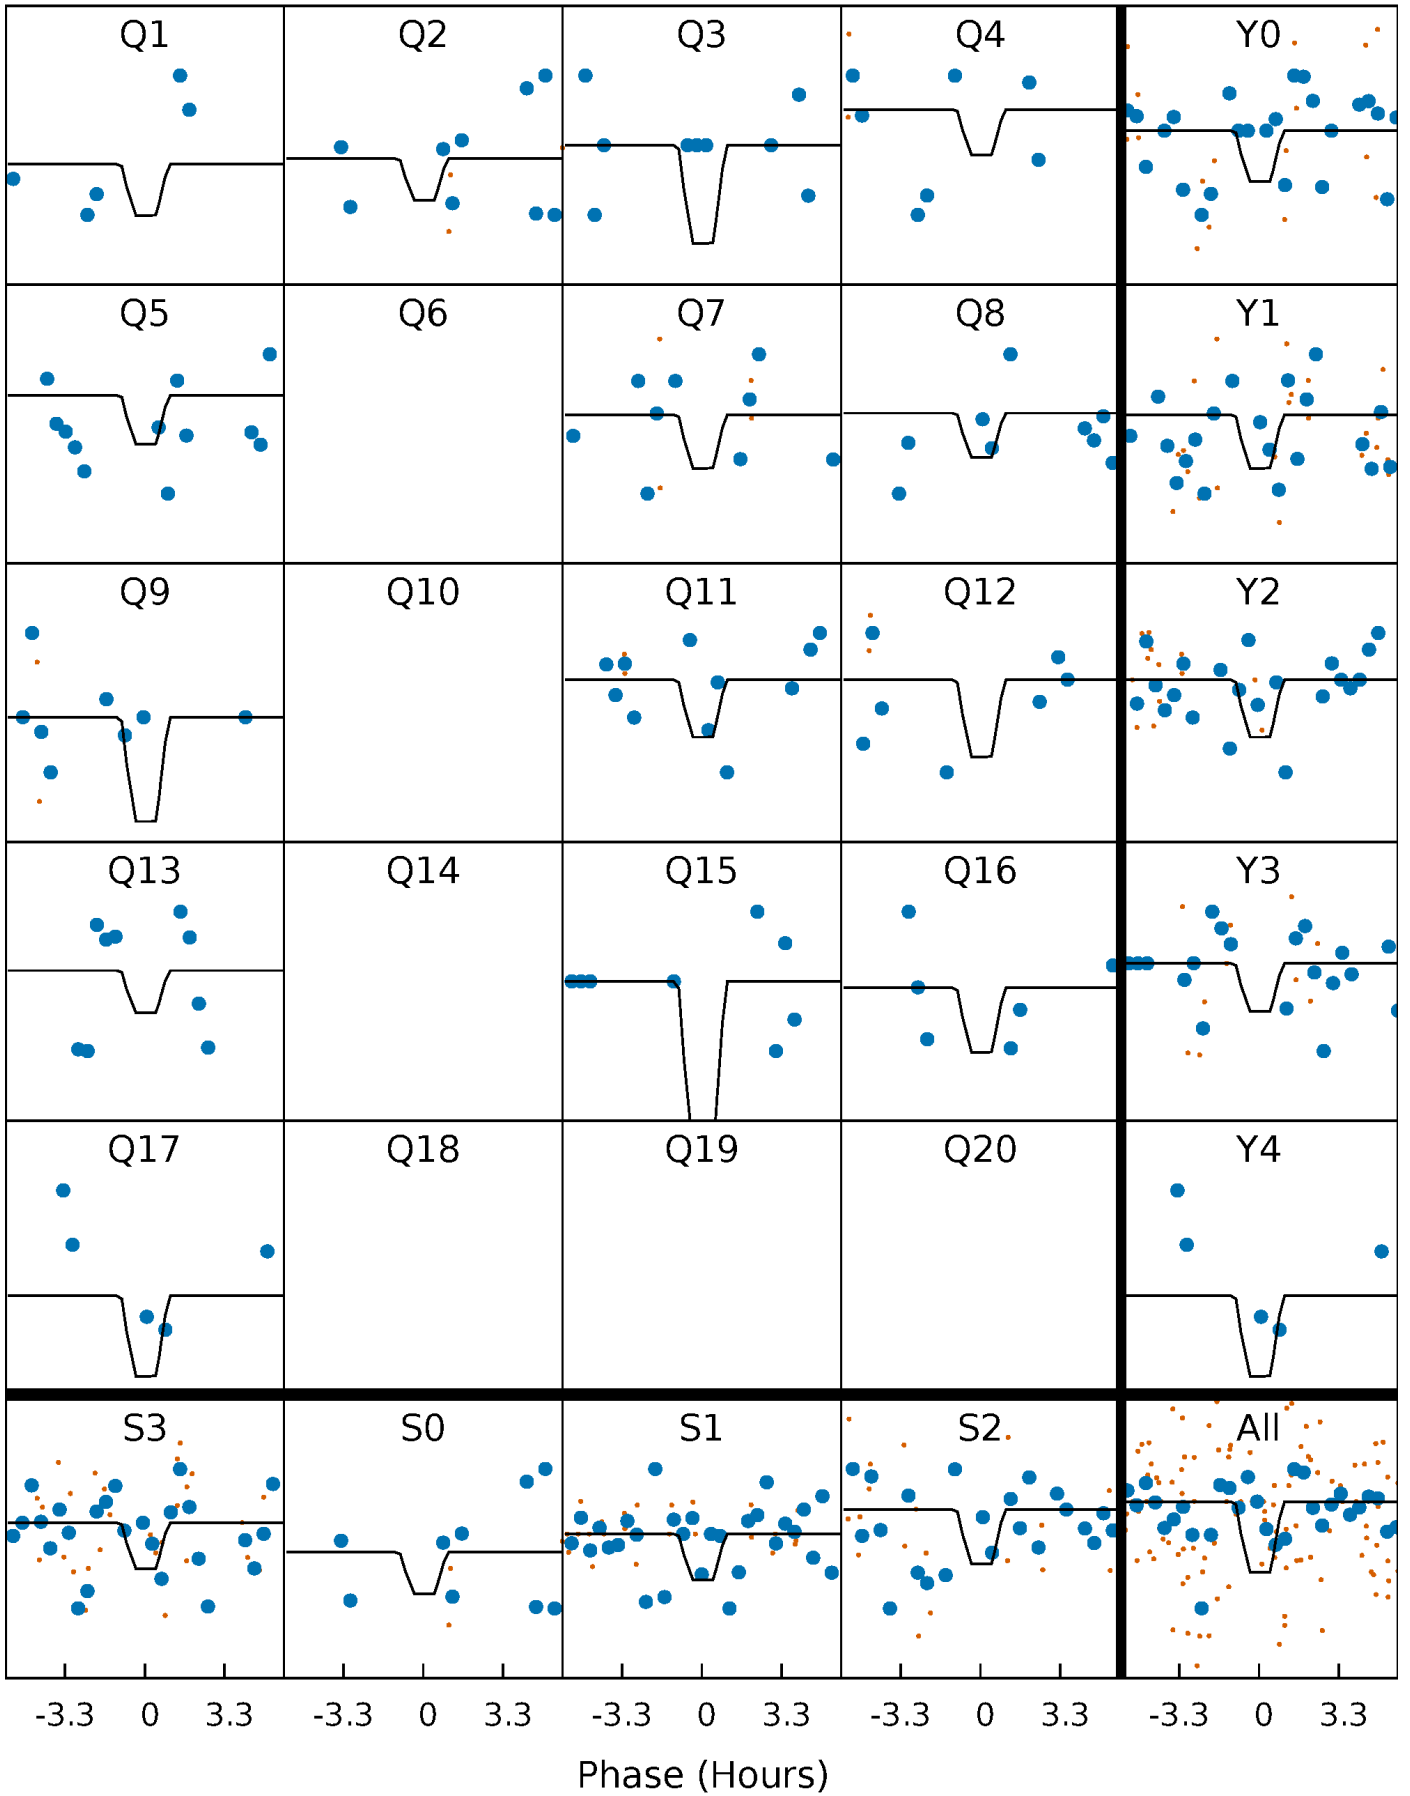 Q1 Q2 Q3 Q4 Y0
Q5 Q6 Q7 Q8 Y1
Q9 Q10 Q11 Q12 Y2
Q13 Q14 Q15 Q16 Y3
Q17 Q18 Q19 Q20 Y4
S3 S0 S1 S2 All
-3.3 0 3.3 -3.3 0 3.3 -3.3 0 3.3 -3.3 0 3.3 -3.3 0 3.3
Phase (Hours)